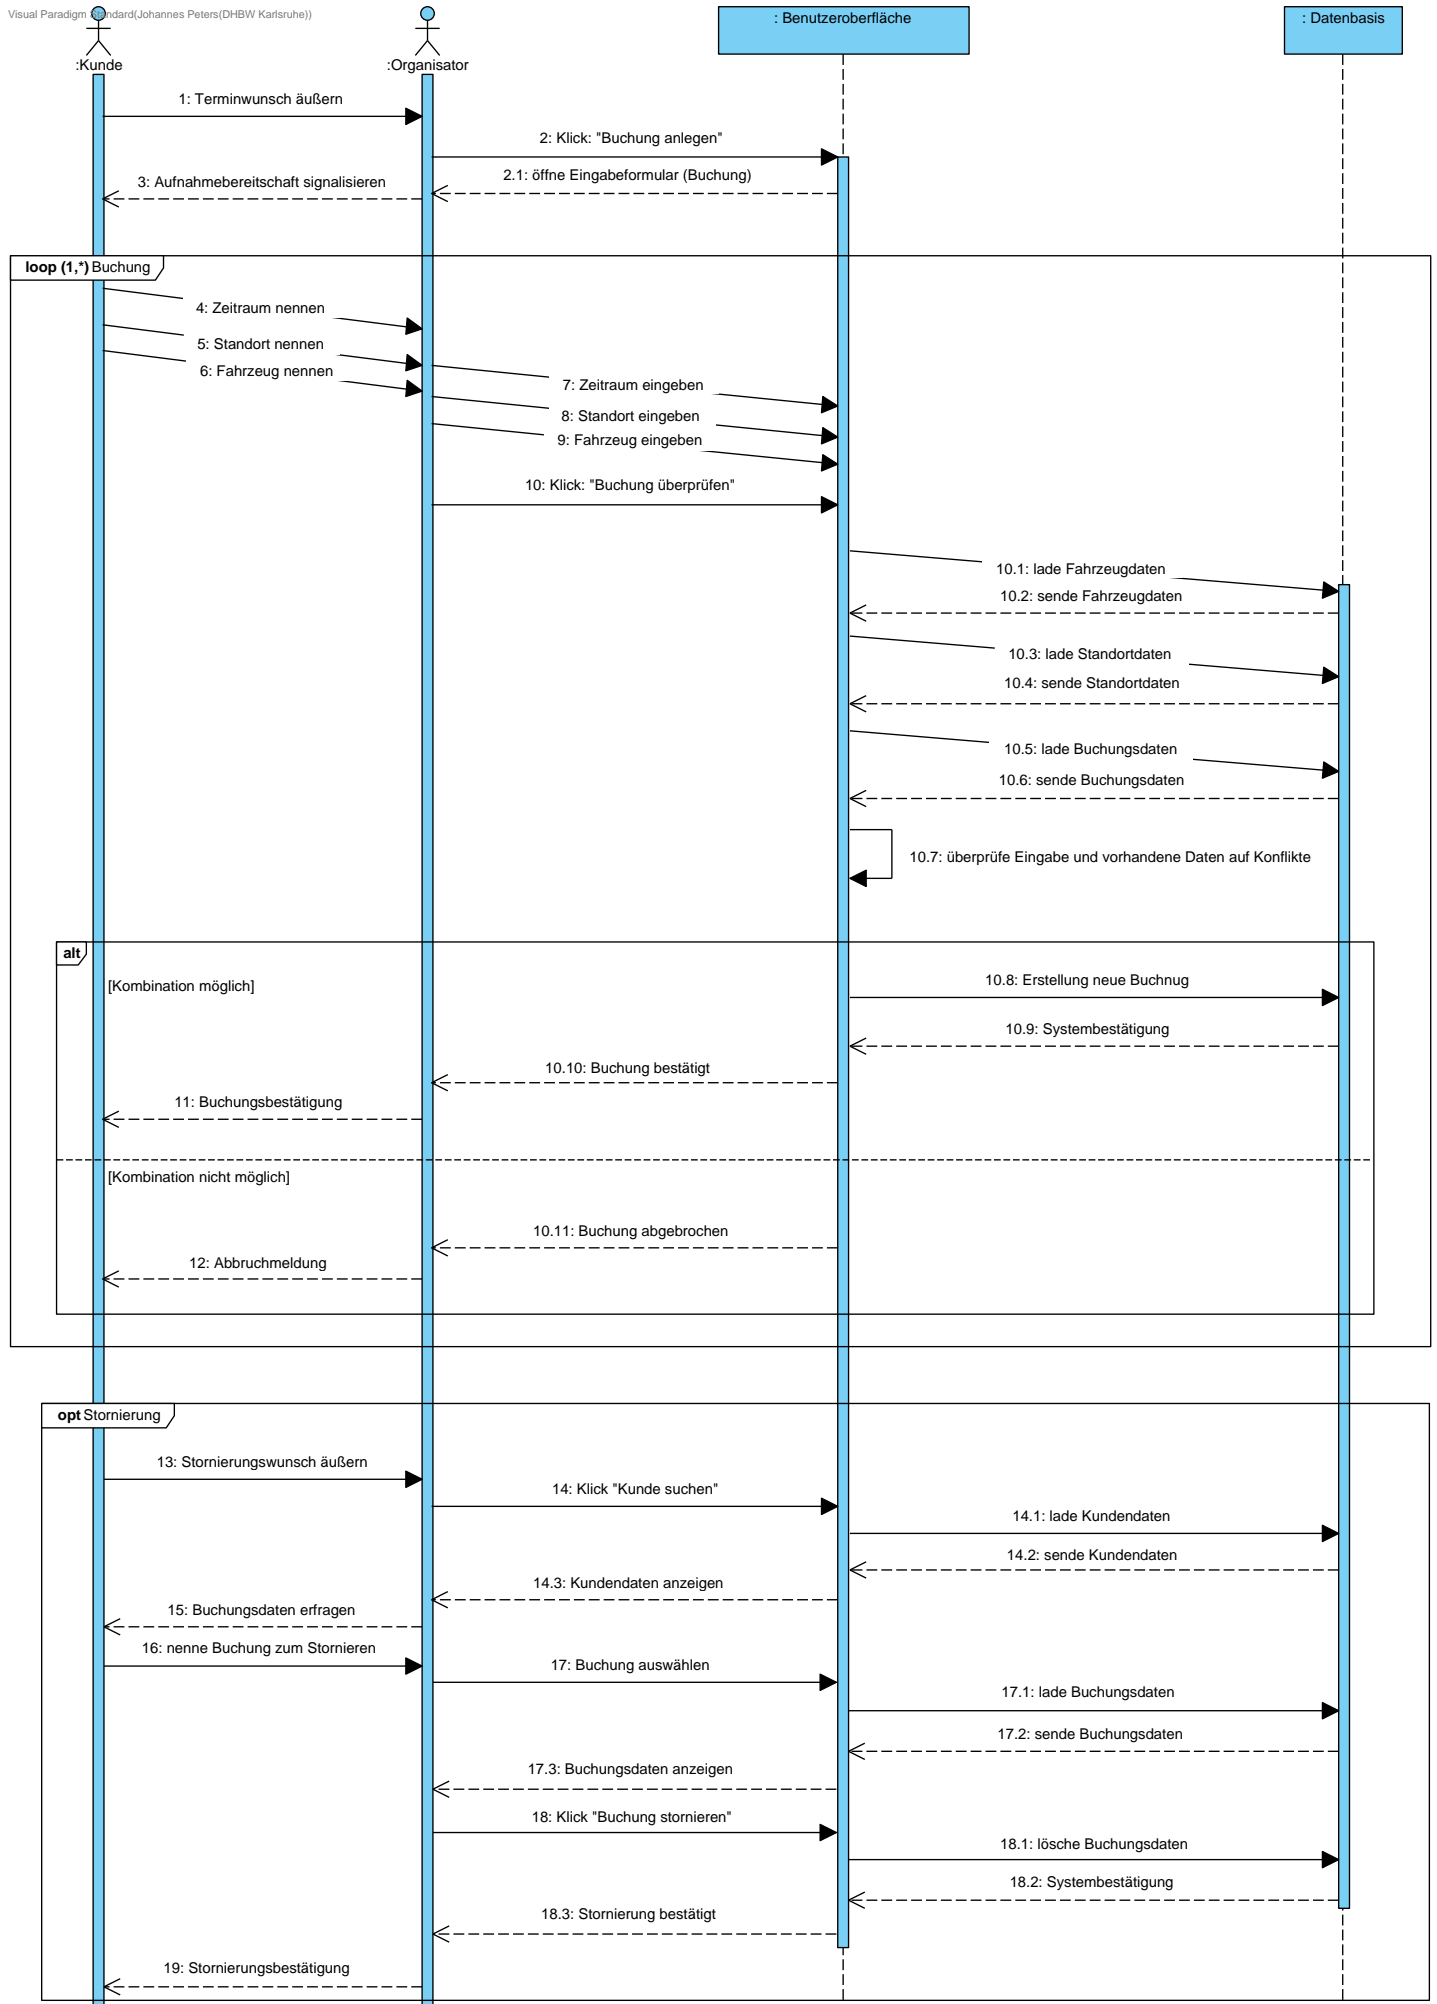 Visual Paradigm Standard(Johannes Peters(DHBW Karlsruhe))
:Kunde
:Organisator
: Benutzeroberfläche
: Datenbasis
1: Terminwunsch äußern
2: Klick: "Buchung anlegen"
2.1: öffne Eingabeformular (Buchung)
3: Aufnahmebereitschaft signalisieren
loop (1,*) Buchung
4: Zeitraum nennen
5: Standort nennen
6: Fahrzeug nennen
7: Zeitraum eingeben
8: Standort eingeben
9: Fahrzeug eingeben
10: Klick: "Buchung überprüfen"
10.1: lade Fahrzeugdaten
10.2: sende Fahrzeugdaten
10.3: lade Standortdaten
10.4: sende Standortdaten
10.5: lade Buchungsdaten
10.6: sende Buchungsdaten
10.7: überprüfe Eingabe und vorhandene Daten auf Konflikte
alt
[Kombination möglich]
10.8: Erstellung neue Buchnug
10.9: Systembestätigung
10.10: Buchung bestätigt
11: Buchungsbestätigung
[Kombination nicht möglich]
10.11: Buchung abgebrochen
12: Abbruchmeldung
opt Stornierung
13: Stornierungswunsch äußern
14: Klick "Kunde suchen"
14.1: lade Kundendaten
14.2: sende Kundendaten
14.3: Kundendaten anzeigen
15: Buchungsdaten erfragen
16: nenne Buchung zum Stornieren
17: Buchung auswählen
17.1: lade Buchungsdaten
17.2: sende Buchungsdaten
17.3: Buchungsdaten anzeigen
18: Klick "Buchung stornieren"
18.1: lösche Buchungsdaten
18.2: Systembestätigung
18.3: Stornierung bestätigt
19: Stornierungsbestätigung